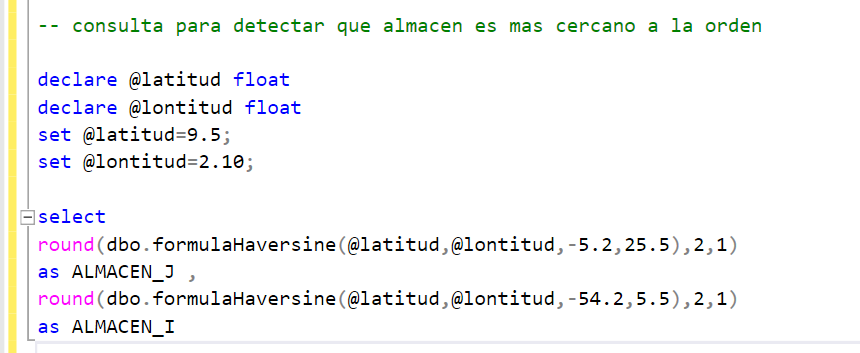 -- consulta para detectar que almacen es mas cercano a la orden
declare @latitud float
declare @lontitud float
set @latitud=9.5;
set @lontitud=2.10;
select
round(dbo.formulaHaversine(@latitud,@lontitud,-5.2,25.5),2,1)
as ALMACEN_J ,
round(dbo.formulaHaversine(@latitud,@lontitud,-54.2,5.5),2,1)
as ALMACEN_I